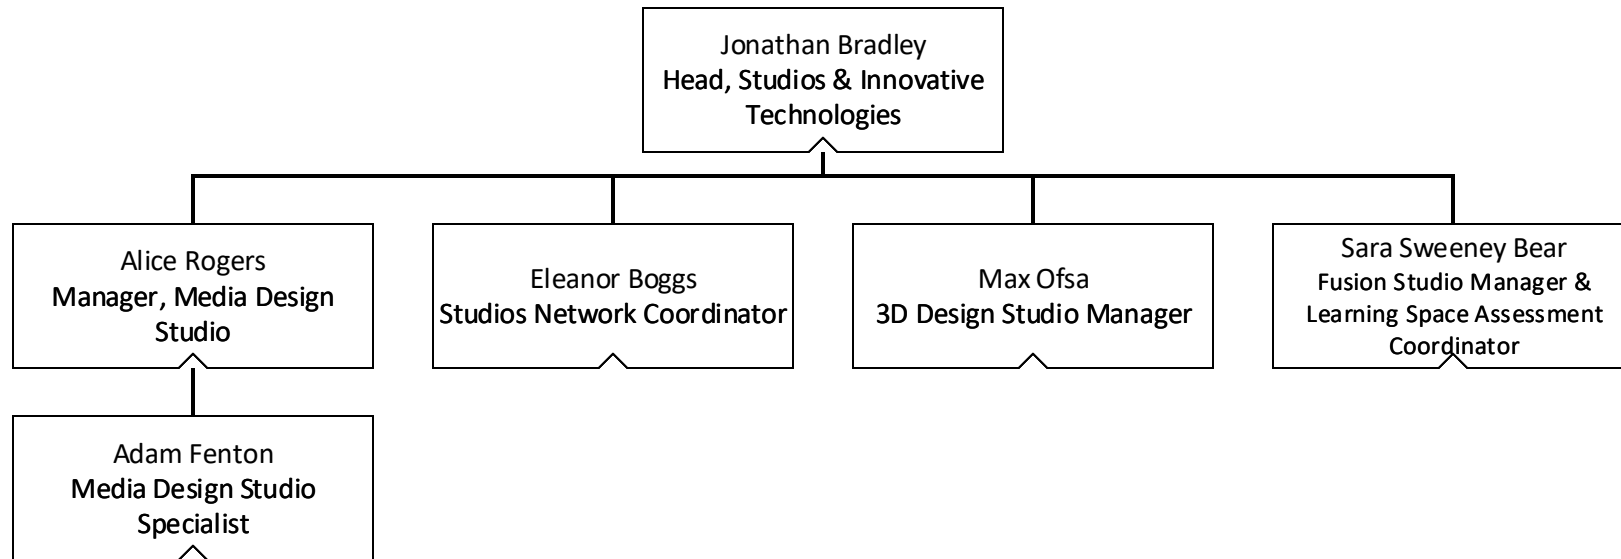 Jonathan Bradley
Head, Studios & Innovative
Technologies
Alice Rogers
Manager, Media Design
Studio
Eleanor Boggs
Studios Network Coordinator
Max Ofsa
3D Design Studio Manager
Sara Sweeney Bear
Fusion Studio Manager &
Learning Space Assessment
Coordinator
Adam Fenton
Media Design Studio
Specialist